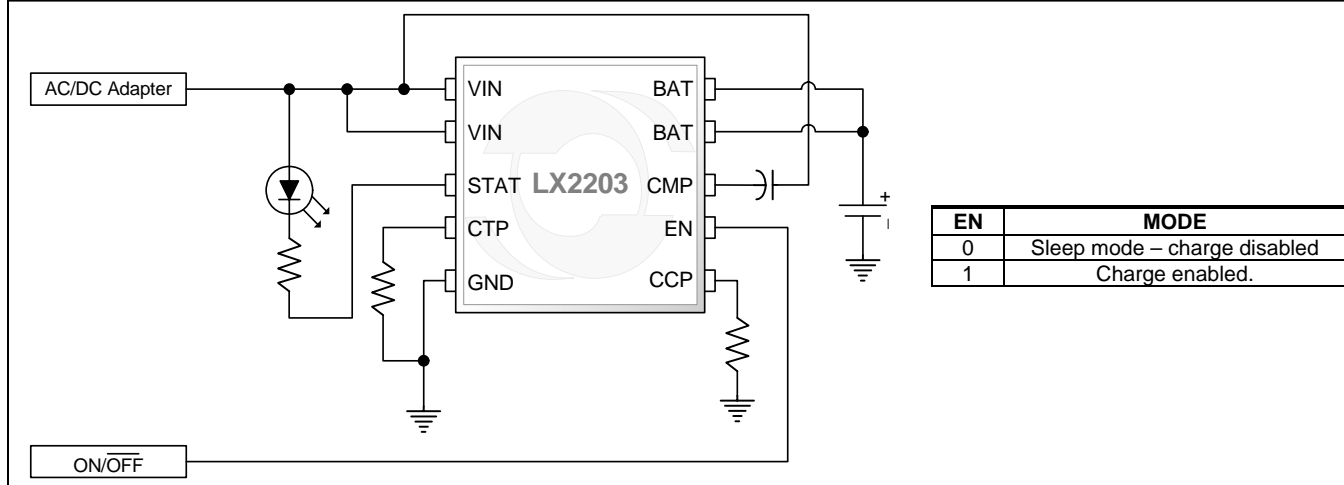 AC/DC Adapter
VIN
BAT
VIN
BAT
STAT
LX2203
CMP
CTP
EN
GND
CCP
+
ON/OFF
EN MODE
0 Sleep mode – charge disabled
1 Charge enabled.